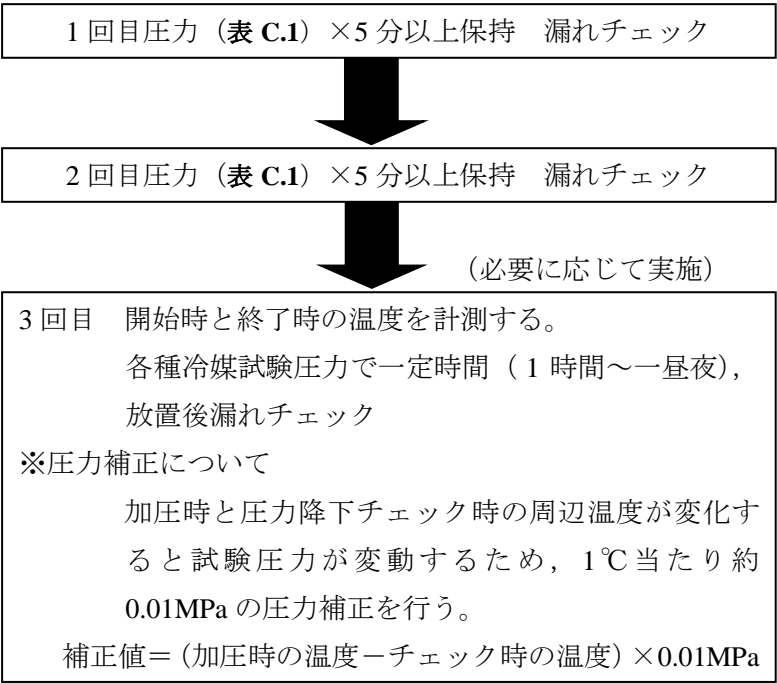 1 回目圧力（表 C.1）×5 分以上保持　漏れチェック
2 回目圧力（表 C.1）×5 分以上保持　漏れチェック
（必要に応じて実施）
3 回目　開始時と終了時の温度を計測する。
各種冷媒試験圧力で一定時間（ 1 時間～一昼夜），
放置後漏れチェック
※圧力補正について
加圧時と圧力降下チェック時の周辺温度が変化す
ると試験圧力が変動するため，1℃当たり約
0.01MPa の圧力補正を行う。
補正値＝（加圧時の温度－チェック時の温度）×0.01MPa